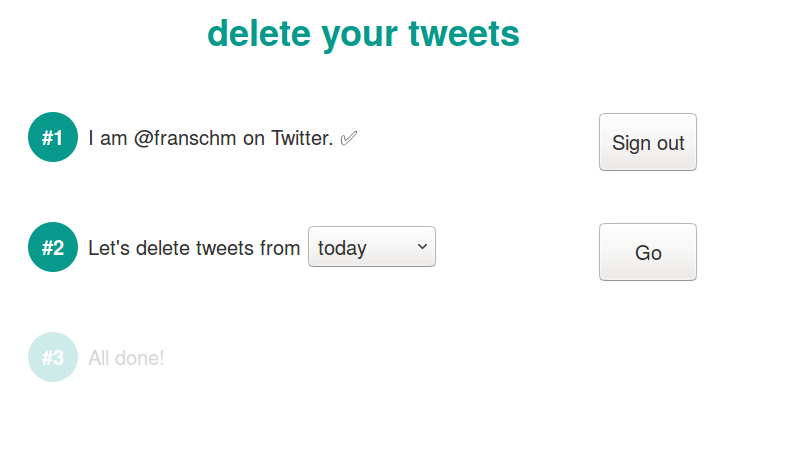 delete your tweets
#1 I am @franschm on Twitter. ✅ Sign out
#2 Let's delete tweets from today Go
#3 All done!